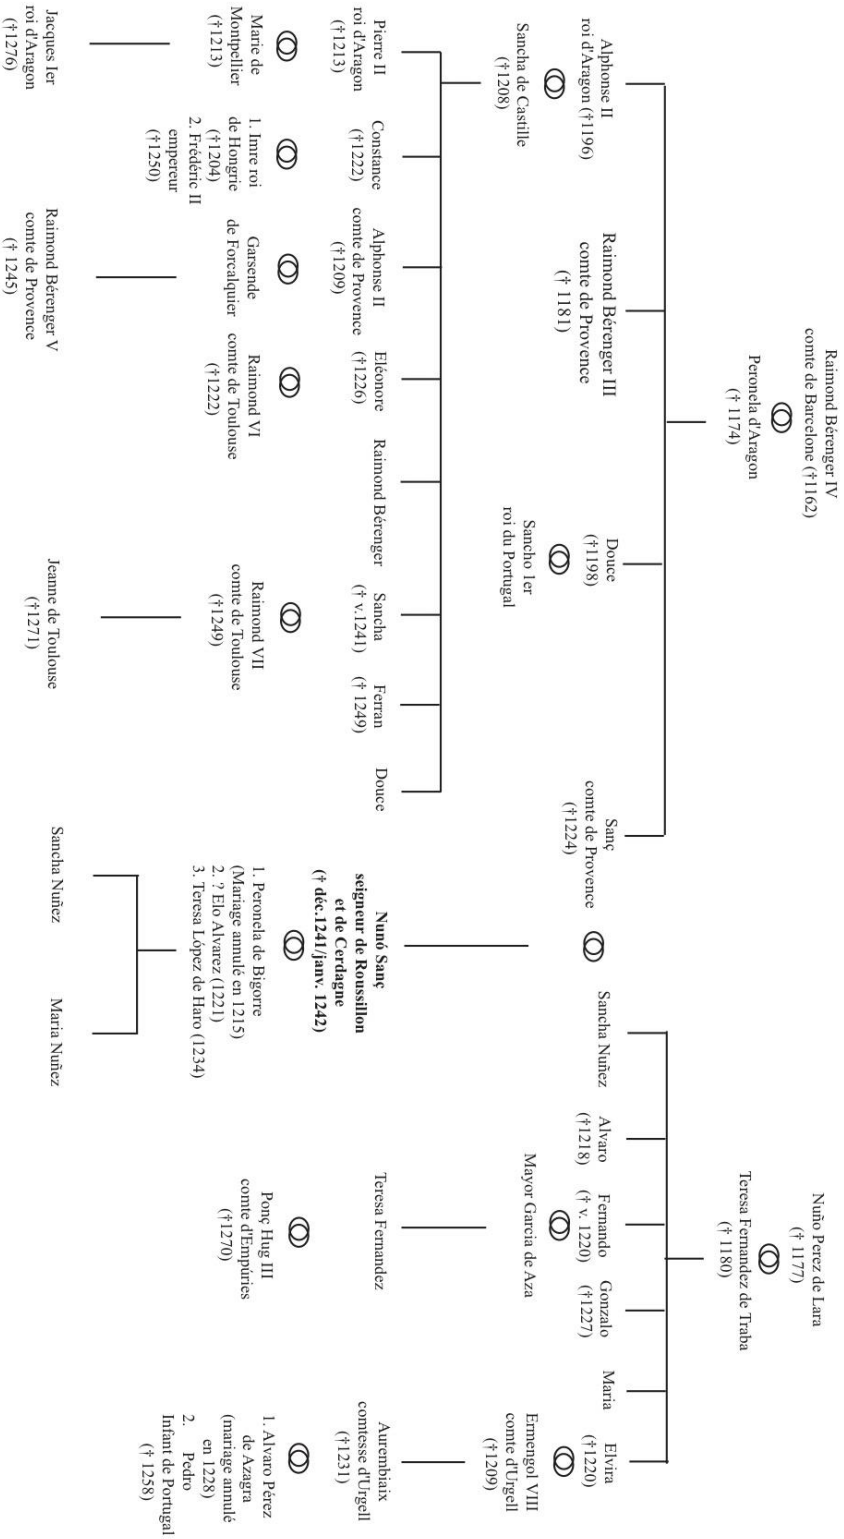 Raimond Bérenger IV
comte de Barcelone (†1162)
Peronela d'Aragon
(† 1174)
Nuño Perez de Lara
(† 1177)
Teresa Fernandez de Traba
(† 1180)
Alphonse II
roi d'Aragon (†1196)
Sancha de Castille
(†1208)
Raimond Bérenger III
comte de Provence
(† 1181)
Douce
(†1198)
Sancho 1er
roi du Portugal
Sanç
comte de Provence
(†1224)
Sancha Nuñez
Alvaro
(†1218)
Fernando
(† v. 1220)
Mayor Garcia de Aza
Gonzalo
(†1227)
Maria
Elvira
(†1220)
Ermengol VIII
comte d'Urgell
(†1209)
Pierre II
roi d'Aragon
(†1213)
Marie de
Montpellier
(†1213)
Constance
(†1222)
1. Imre roi
de Hongrie
(†1204)
2. Frédéric II
empereur
(†1250)
Alphonse II
comte de Provence
(†1209)
Garsende
de Forcalquier
Eléonore
(†1226)
Raimond VI
comte de Toulouse
(†1222)
Raimond Bérenger
Sancha
(† v.1241)
Raimond VII
comte de Toulouse
(†1249)
Ferran
(† 1249)
Douce
Nunó Sanç
seigneur de Roussillon
et de Cerdagne
(† déc.1241/janv. 1242)
1. Peronela de Bigorre
(Mariage annulé en 1215)
2. ? Elo Alvarez (1221)
3. Teresa López de Haro (1234)
Teresa Fernandez
Ponç Hug III
comte d'Empúries
(†1270)
Aurembiaix
comtesse d'Urgell
(†1231)
1. Alvaro Pérez
de Azagra
(mariage annulé
en 1228)
2. Pedro
Infant de Portugal
(† 1258)
Jacques Ier
roi d'Aragon
(†1276)
Raimond Bérenger V
comte de Provence
(† 1245)
Jeanne de Toulouse
(†1271)
Sancha Nuñez
Maria Nuñez